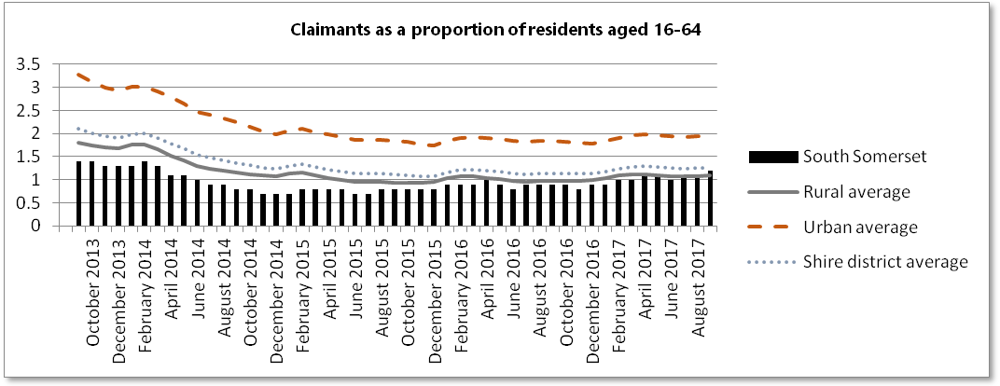 Claimants as a proportion of residents aged 16-64
3.5
3
2.5
2
1.5
1
0.5
0
October 2013
December 2013
February 2014
April 2014
June 2014
August 2014
October 2014
December 2014
February 2015
April 2015
June 2015
August 2015
October 2015
December 2015
February 2016
April 2016
June 2016
August 2016
October 2016
December 2016
February 2017
April 2017
June 2017
August 2017
South Somerset
Rural average
Urban average
Shire district average